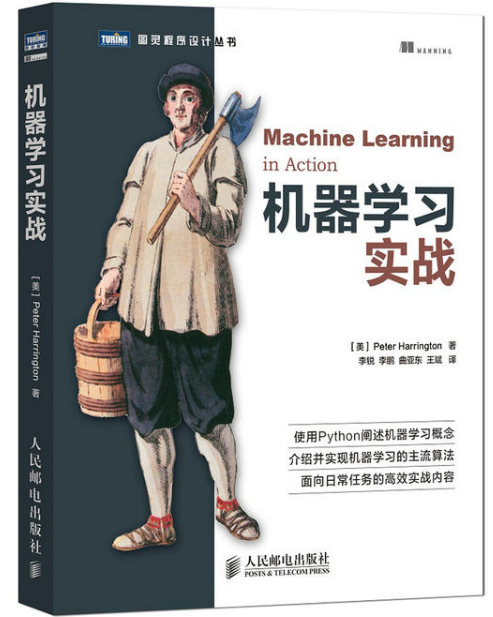 TURING
图灵程序设计丛书
MANNING
Machine Learning
in Action
机器学习
实战
[美] Peter Harrington 著
李锐 李鹏 曲亚东 王斌 译
使用Python阐述机器学习概念
介绍并实现机器学习的主流算法
面向日常任务的高效实战内容
人民邮电出版社
POSTS & TELECOM PRESS
TURING
机器学习实战
[美] Peter Harrington 著
人民邮电出版社